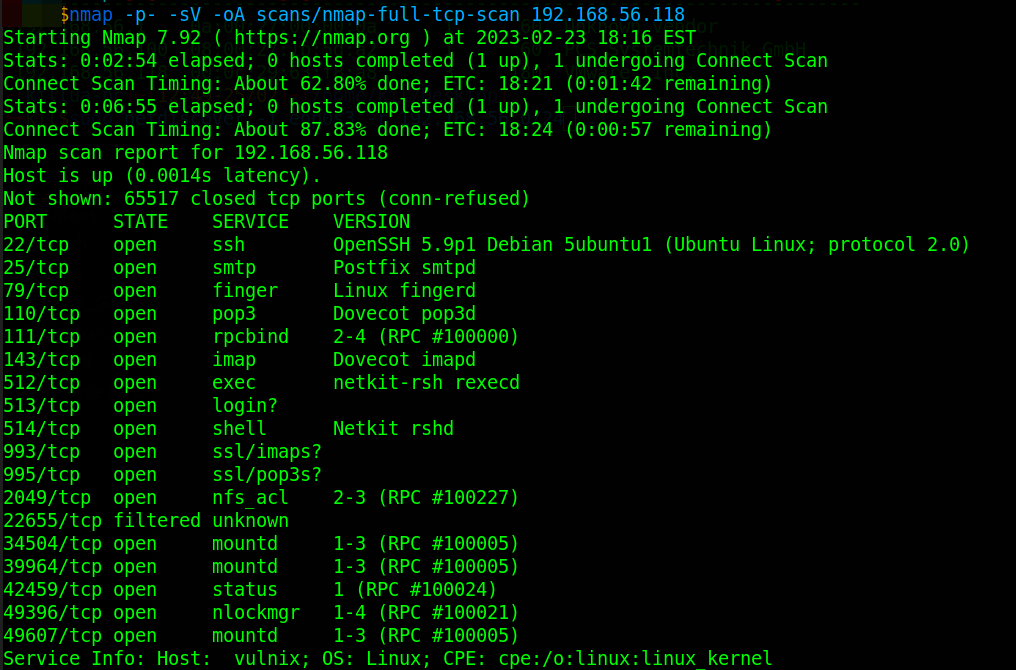 $nmap -p- -sV -oA scans/nmap-full-tcp-scan 192.168.56.118
Starting Nmap 7.92 ( https://nmap.org ) at 2023-02-23 18:16 EST
Stats: 0:02:54 elapsed; 0 hosts completed (1 up), 1 undergoing Connect Scan
Connect Scan Timing: About 62.80% done; ETC: 18:21 (0:01:42 remaining)
Stats: 0:06:55 elapsed; 0 hosts completed (1 up), 1 undergoing Connect Scan
Connect Scan Timing: About 87.83% done; ETC: 18:24 (0:00:57 remaining)
Nmap scan report for 192.168.56.118
Host is up (0.0014s latency).
Not shown: 65517 closed tcp ports (conn-refused)
PORT      STATE    SERVICE    VERSION
22/tcp    open     ssh        OpenSSH 5.9p1 Debian 5ubuntu1 (Ubuntu Linux; protocol 2.0)
25/tcp    open     smtp       Postfix smtpd
79/tcp    open     finger     Linux fingerd
110/tcp   open     pop3       Dovecot pop3d
111/tcp   open     rpcbind    2-4 (RPC #100000)
143/tcp   open     imap       Dovecot imapd
512/tcp   open     exec       netkit-rsh rexecd
513/tcp   open     login?
514/tcp   open     shell      Netkit rshd
993/tcp   open     ssl/imaps?
995/tcp   open     ssl/pop3s?
2049/tcp  open     nfs_acl    2-3 (RPC #100227)
22655/tcp filtered unknown
34504/tcp open     mountd     1-3 (RPC #100005)
39964/tcp open     mountd     1-3 (RPC #100005)
42459/tcp open     status     1 (RPC #100024)
49396/tcp open     nlockmgr   1-4 (RPC #100021)
49607/tcp open     mountd     1-3 (RPC #100005)
Service Info: Host:  vulnix; OS: Linux; CPE: cpe:/o:linux:linux_kernel